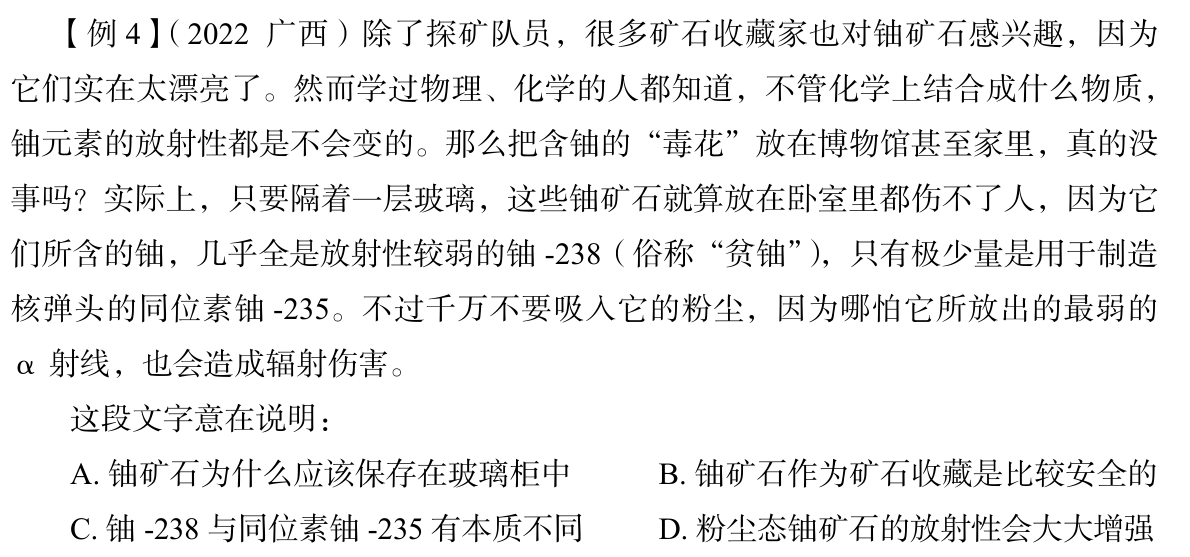 【例 4】（2022 广西）除了探矿队员，很多矿石收藏家也对铀矿石感兴趣，因为
它们实在太漂亮了。然而学过物理、化学的人都知道，不管化学上结合成什么物质，
铀元素的放射性都是不会变的。那么把含铀的“毒花”放在博物馆甚至家里，真的没
事吗？实际上，只要隔着一层玻璃，这些铀矿石就算放在卧室里都伤不了人，因为它
们所含的铀，几乎全是放射性较弱的铀 -238（俗称“贫铀”），只有极少量是用于制造
核弹头的同位素铀 -235。不过千万不要吸入它的粉尘，因为哪怕它所放出的最弱的
α 射线，也会造成辐射伤害。
这段文字意在说明：
A. 铀矿石为什么应该保存在玻璃柜中 B. 铀矿石作为矿石收藏是比较安全的
C. 铀 -238 与同位素铀 -235 有本质不同 D. 粉尘态铀矿石的放射性会大大增强